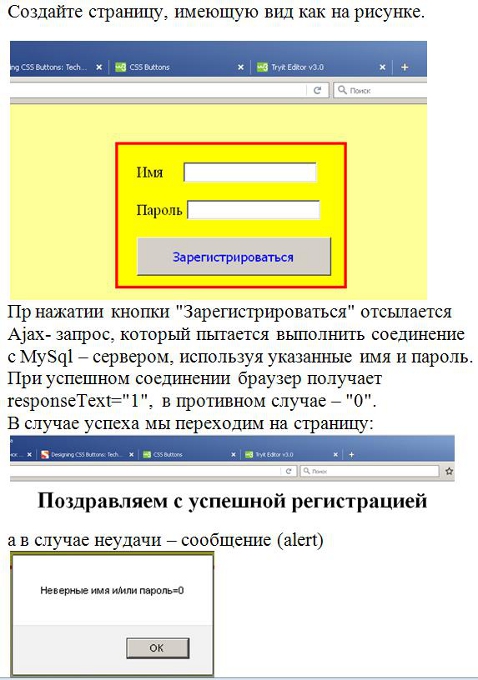 Создайте страницу, имеющую вид как на рисунке.
ng CSS Buttons: Tech... × CSS Buttons × Tryit Editor v3.0 × +
Поиск
Имя
Пароль
Зарегистрироваться
Пр нажатии кнопки "Зарегистрироваться" отсылается
Ajax- запрос, который пытается выполнить соединение
с MySql – сервером, используя указанные имя и пароль.
При успешном соединении браузер получает
responseText="1", в противном случае – "0".
В случае успеха мы переходим на страницу:
× Designing CSS Buttons: Tech... × CSS Buttons × Tryit Editor v3.0 × +
Поиск
Поздравляем с успешной регистрацией
а в случае неудачи – сообщение (alert)
Неверные имя и/или пароль=0
OK